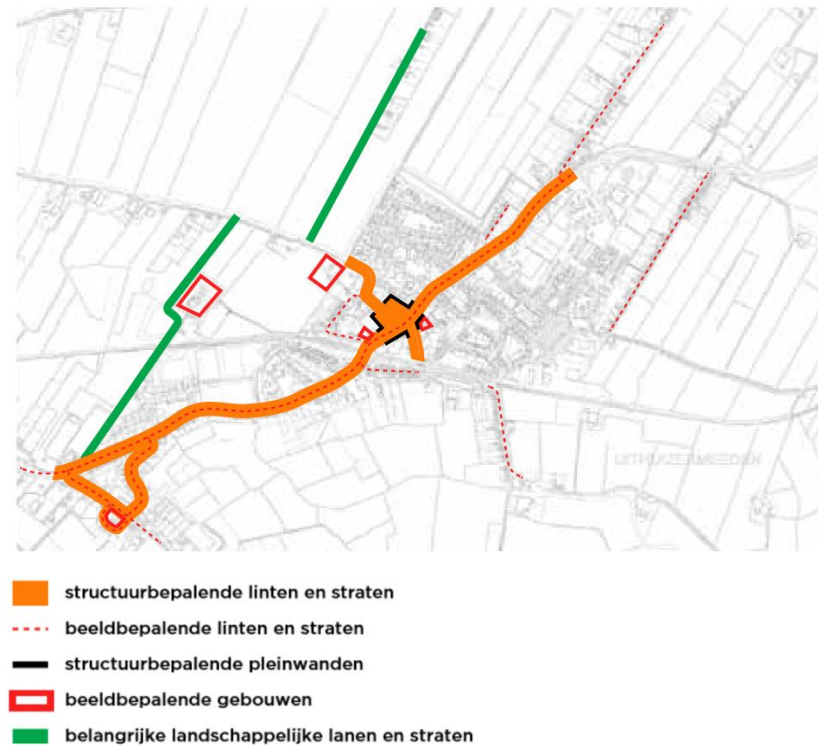 UITHUIZERMEEDEN
structuurbepalende linten en straten
beeldbepalende linten en straten
structuurbepalende pleinwanden
beeldbepalende gebouwen
belangrijke landschappelijke lanen en straten